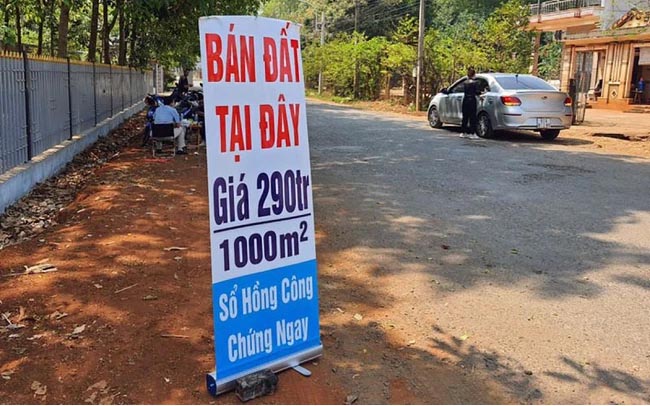 BÁN ĐẤT
TẠI ĐÂY
Giá 290tr
1000m²
Sổ Hồng Công
Chứng Ngay